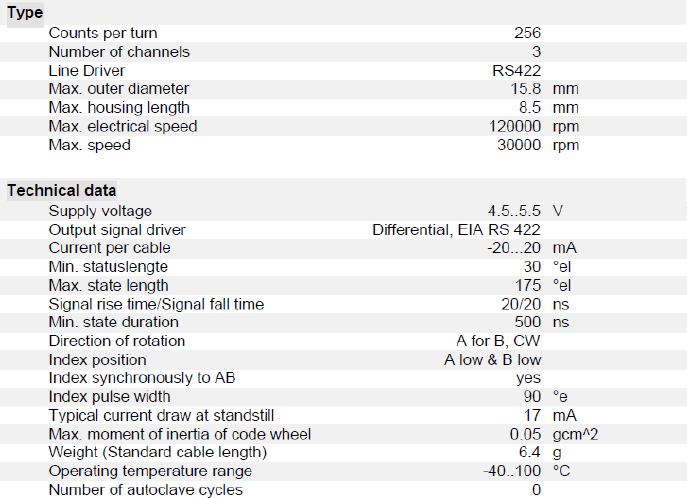 Type
Counts per turn 256
Number of channels 3
Line Driver RS422
Max. outer diameter 15.8 mm
Max. housing length 8.5 mm
Max. electrical speed 120000 rpm
Max. speed 30000 rpm
Technical data
Supply voltage 4.5..5.5 V
Output signal driver Differential, EIA RS 422
Current per cable -20...20 mA
Min. statuslengte 30 °el
Max. state length 175 °el
Signal rise time/Signal fall time 20/20 ns
Min. state duration 500 ns
Direction of rotation A for B, CW
Index position A low & B low
Index synchronously to AB yes
Index pulse width 90 °e
Typical current draw at standstill 17 mA
Max. moment of inertia of code wheel 0.05 gcm^2
Weight (Standard cable length) 6.4 g
Operating temperature range -40..100 °C
Number of autoclave cycles 0